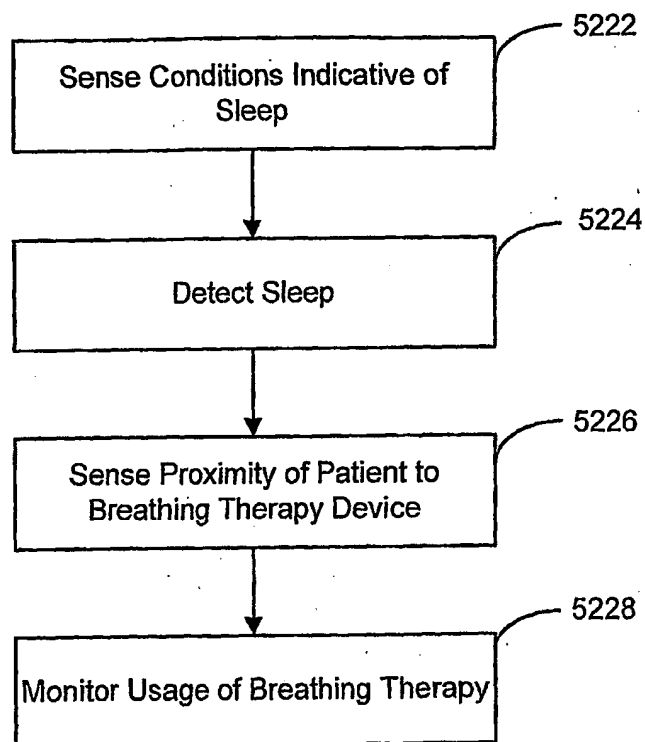 5222
Sense Conditions Indicative of
Sleep
5224
Detect Sleep
5226
Sense Proximity of Patient to
Breathing Therapy Device
5228
Monitor Usage of Breathing Therapy